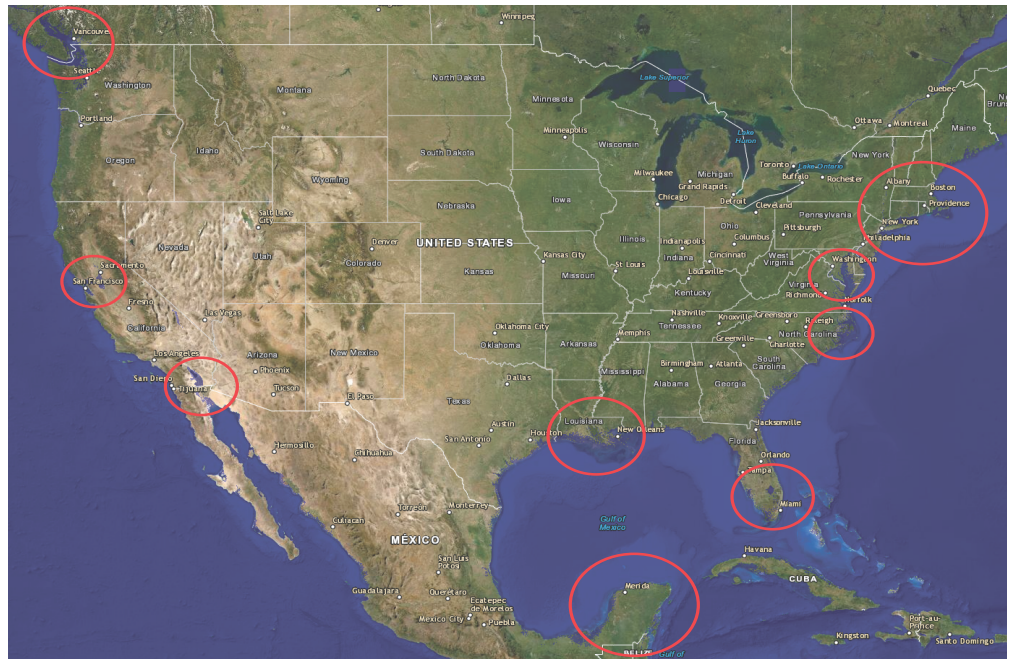 Winnipeg
Vancouver
Seattle
Washington
Montana
North Dakota
Lake Superior
Quebec
Minnesota
Ottawa
Montreal
Maine
Portland
Minneapolis
Lake
Huron
Oregon
Idaho
South Dakota
Wisconsin
Toronto
Lake Ontario
New York
Wyoming
Milwaukee
Michigan
Buffalo
Rochester
Albany
Boston
Grand Rapids
Detroit
Providence
Nebraska
Iowa
Chicago
Cleveland
Pennsylvania
Salt Lake
City
New York
Pittsburgh
Nevada
Denver
UNITED STATES
Illinois
Indianapolis
Ohio
Columbus
Philadelphia
Utah
Colorado
Kansas City
Indiana
Cincinnati
West
Virginia
Washington
Sacramento
Kansas
Missouri
St Louis
Louisville
Virginia
San Francisco
Kentucky
Richmond
Norfolk
Fresno
Las Vegas
Nashville
Knoxville
Greensboro
Raleigh
California
Oklahoma City
Tennessee
North Carolina
Memphis
Greenville
Charlotte
Los Angeles
Arizona
New Mexico
Oklahoma
Arkansas
South
Carolina
Phoenix
Mississippi
Birmingham
Atlanta
San Diego
Tijuana
Tucson
Dallas
Alabama
Georgia
El Paso
Texas
Austin
Louisiana
Jacksonville
San Antonio
Houston
New Orleans
Florida
Hermosillo
Chihuahua
Orlando
Tampa
Torreon
Monterrey
Miami
Culiacan
Gulf of
Mexico
MÉXICO
Havana
San Luis
Potosi
CUBA
Guadalajara
Queretaro
Merida
Ecatepec
de Morelos
Mexico City
Puebla
Port-au-
Prince
Kingston
Santo Domingo
BELIZE
Gulf of